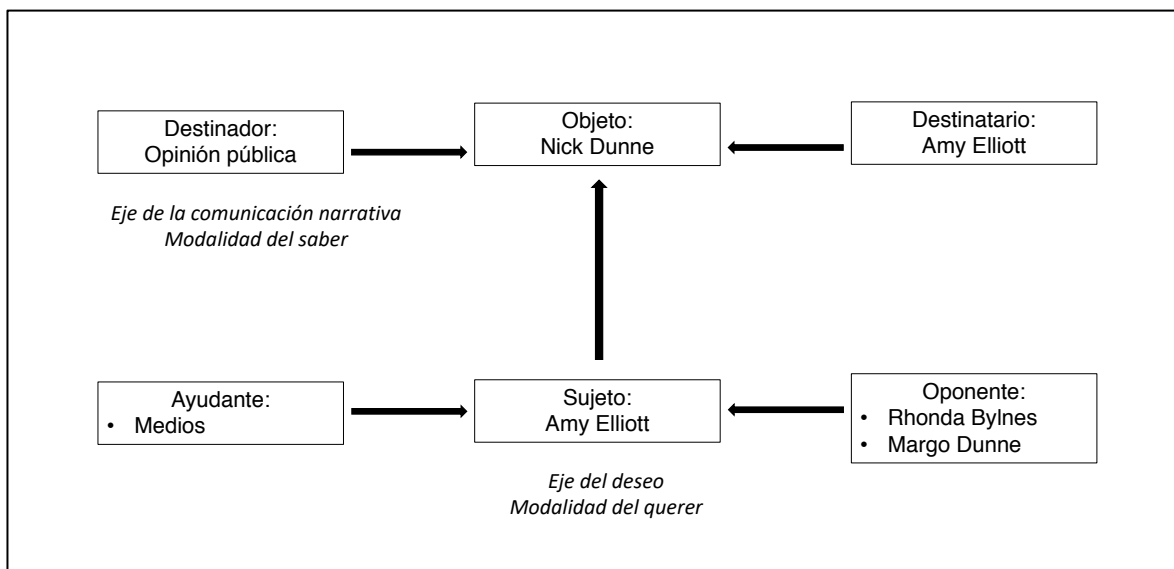 Destinador:
Opinión pública
Objeto:
Nick Dunne
Destinatario:
Amy Elliott
Eje de la comunicación narrativa
Modalidad del saber
Ayudante:
• Medios
Sujeto:
Amy Elliott
Oponente:
• Rhonda Bylnes
• Margo Dunne
Eje del deseo
Modalidad del querer